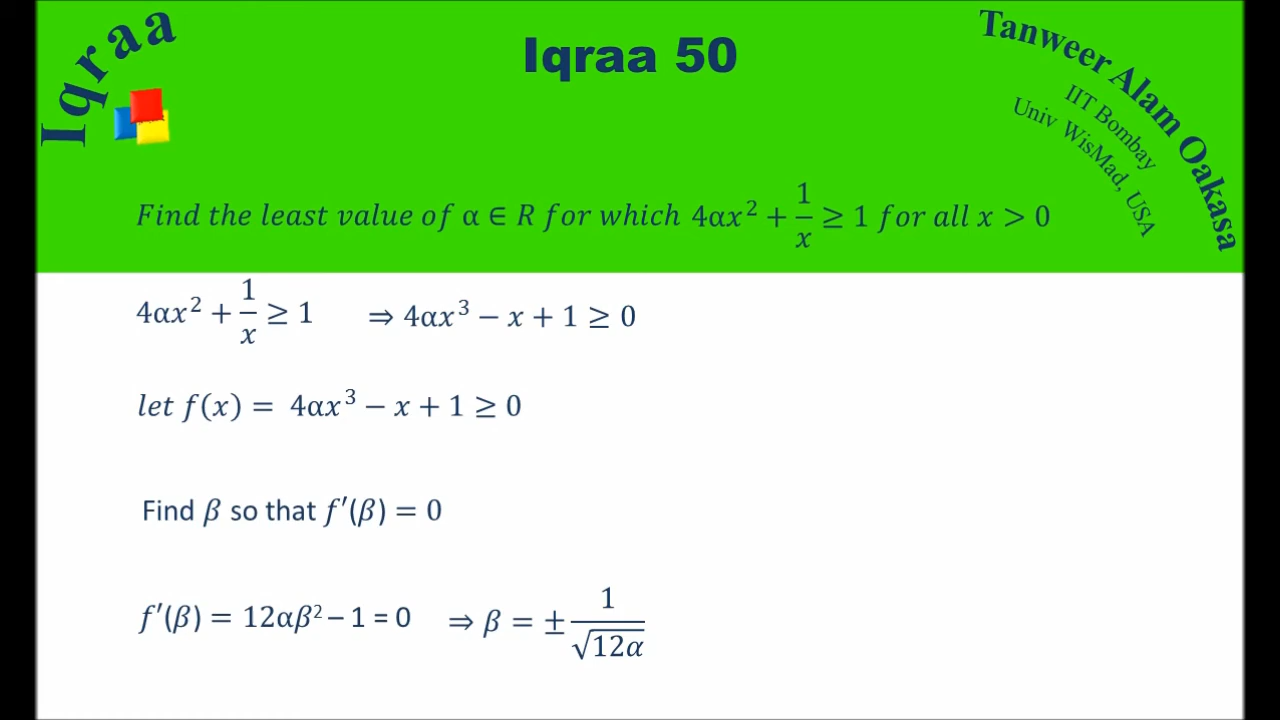 Iqraa
Iqraa 50
Tanweer Alam Oakasa
IIT Bombay
Univ WisMad, USA
Find the least value of α ∈ R for which 4αx² + 1/x ≥ 1 for all x > 0
4αx² + 1/x ≥ 1 ⇒ 4αx³ − x + 1 ≥ 0
let f(x) = 4αx³ − x + 1 ≥ 0
Find β so that f′(β) = 0
f′(β) = 12αβ² – 1 = 0 ⇒ β = ± 1/√(12α)